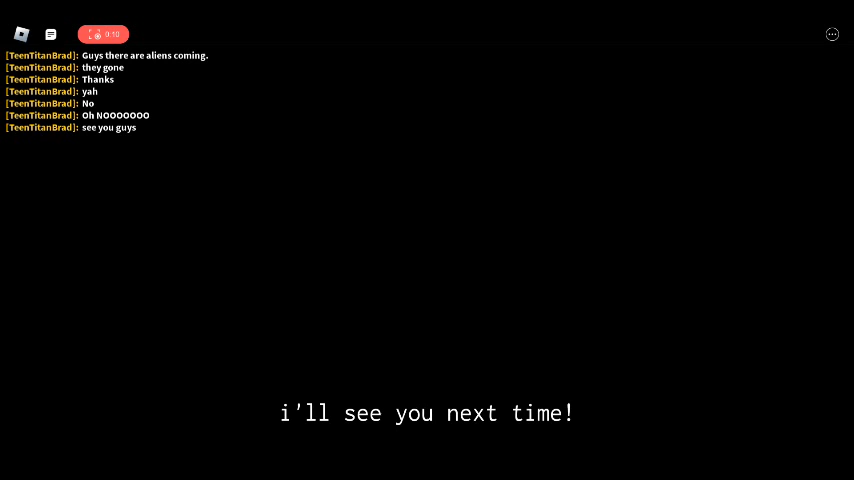 0:10
[TeenTitanBrad]: Guys there are aliens coming.
[TeenTitanBrad]: they gone
[TeenTitanBrad]: Thanks
[TeenTitanBrad]: yah
[TeenTitanBrad]: No
[TeenTitanBrad]: Oh NOOOOOOO
[TeenTitanBrad]: see you guys
i'll see you next time!